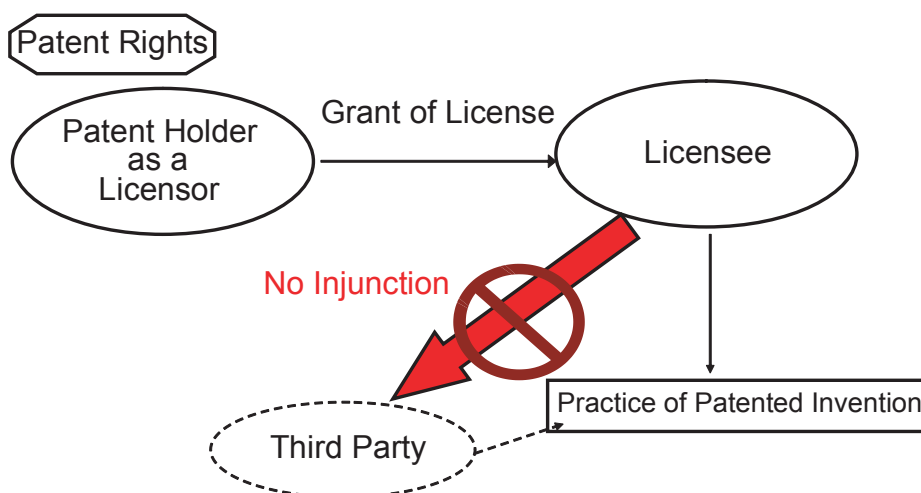 Patent Rights
Patent Holder
as a
Licensor
Grant of License
Licensee
No Injunction
Practice of Patented Invention
Third Party